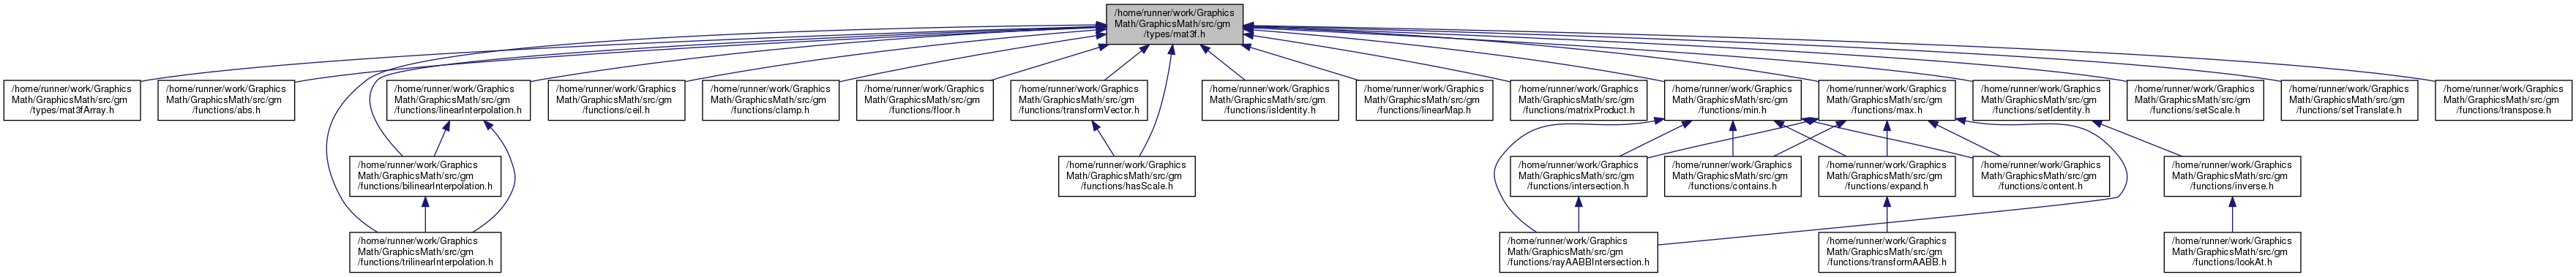 /home/runner/work/Graphics
Math/GraphicsMath/src/gm
/types/mat3f.h
/home/runner/work/Graphics
Math/GraphicsMath/src/gm
/types/mat3fArray.h
/home/runner/work/Graphics
Math/GraphicsMath/src/gm
/functions/abs.h
/home/runner/work/Graphics
Math/GraphicsMath/src/gm
/functions/linearInterpolation.h
/home/runner/work/Graphics
Math/GraphicsMath/src/gm
/functions/ceil.h
/home/runner/work/Graphics
Math/GraphicsMath/src/gm
/functions/clamp.h
/home/runner/work/Graphics
Math/GraphicsMath/src/gm
/functions/floor.h
/home/runner/work/Graphics
Math/GraphicsMath/src/gm
/functions/transformVector.h
/home/runner/work/Graphics
Math/GraphicsMath/src/gm
/functions/isIdentity.h
/home/runner/work/Graphics
Math/GraphicsMath/src/gm
/functions/linearMap.h
/home/runner/work/Graphics
Math/GraphicsMath/src/gm
/functions/matrixProduct.h
/home/runner/work/Graphics
Math/GraphicsMath/src/gm
/functions/min.h
/home/runner/work/Graphics
Math/GraphicsMath/src/gm
/functions/max.h
/home/runner/work/Graphics
Math/GraphicsMath/src/gm
/functions/setIdentity.h
/home/runner/work/Graphics
Math/GraphicsMath/src/gm
/functions/setScale.h
/home/runner/work/Graphics
Math/GraphicsMath/src/gm
/functions/setTranslate.h
/home/runner/work/Graphics
Math/GraphicsMath/src/gm
/functions/transpose.h
/home/runner/work/Graphics
Math/GraphicsMath/src/gm
/functions/bilinearInterpolation.h
/home/runner/work/Graphics
Math/GraphicsMath/src/gm
/functions/hasScale.h
/home/runner/work/Graphics
Math/GraphicsMath/src/gm
/functions/intersection.h
/home/runner/work/Graphics
Math/GraphicsMath/src/gm
/functions/contains.h
/home/runner/work/Graphics
Math/GraphicsMath/src/gm
/functions/expand.h
/home/runner/work/Graphics
Math/GraphicsMath/src/gm
/functions/content.h
/home/runner/work/Graphics
Math/GraphicsMath/src/gm
/functions/inverse.h
/home/runner/work/Graphics
Math/GraphicsMath/src/gm
/functions/trilinearInterpolation.h
/home/runner/work/Graphics
Math/GraphicsMath/src/gm
/functions/rayAABBIntersection.h
/home/runner/work/Graphics
Math/GraphicsMath/src/gm
/functions/transformAABB.h
/home/runner/work/Graphics
Math/GraphicsMath/src/gm
/functions/lookAt.h